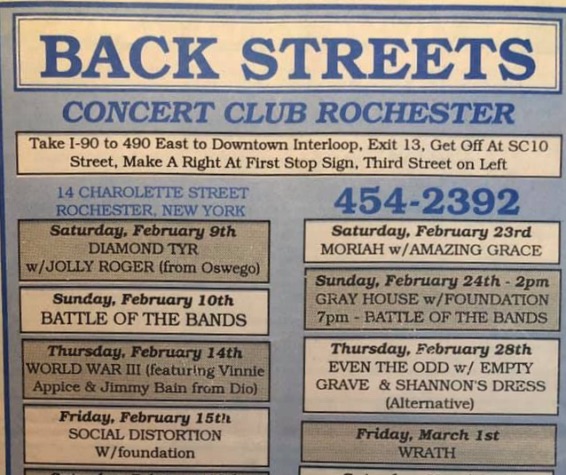 BACK STREETS
CONCERT CLUB ROCHESTER
Take I-90 to 490 East to Downtown Interloop, Exit 13, Get Off At SC10
Street, Make A Right At First Stop Sign, Third Street on Left
14 CHAROLETTE STREET
ROCHESTER, NEW YORK
454-2392
Saturday, February 9th
DIAMOND TYR
w/JOLLY ROGER (from Oswego)
Sunday, February 10th
BATTLE OF THE BANDS
Thursday, February 14th
WORLD WAR III (featuring Vinnie
Appice & Jimmy Bain from Dio)
Friday, February 15th
SOCIAL DISTORTION
W/foundation
Saturday, February 23rd
MORIAH w/AMAZING GRACE
Sunday, February 24th - 2pm
GRAY HOUSE w/FOUNDATION
7pm - BATTLE OF THE BANDS
Thursday, February 28th
EVEN THE ODD w/ EMPTY
GRAVE & SHANNON'S DRESS
(Alternative)
Friday, March 1st
WRATH